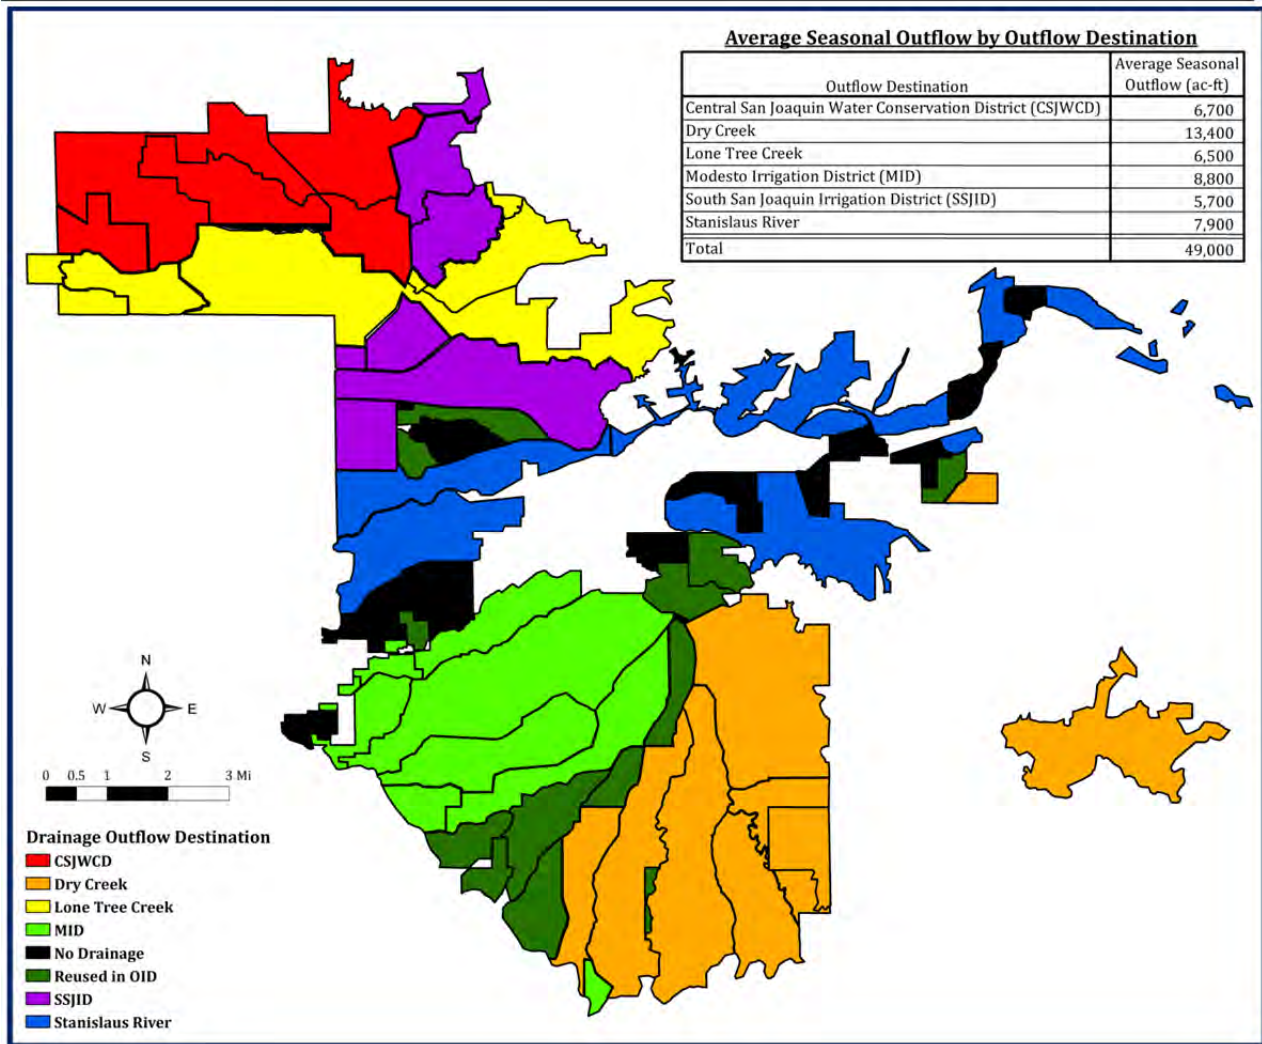 Average Seasonal Outflow by Outflow Destination
Outflow Destination Average Seasonal Outflow (ac-ft)
Central San Joaquin Water Conservation District (CSJWCD) 6,700
Dry Creek 13,400
Lone Tree Creek 6,500
Modesto Irrigation District (MID) 8,800
South San Joaquin Irrigation District (SSJID) 5,700
Stanislaus River 7,900
Total 49,000
N
W E
S
0 0.5 1 2 3 Mi
Drainage Outflow Destination
CSJWCD
Dry Creek
Lone Tree Creek
MID
No Drainage
Reused in OID
SSJID
Stanislaus River